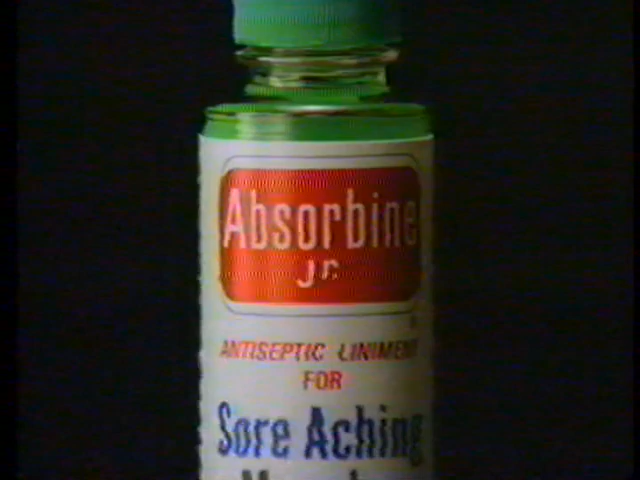 Absorbine
Jr.
ANTISEPTIC LINIMENT
FOR
Sore Aching